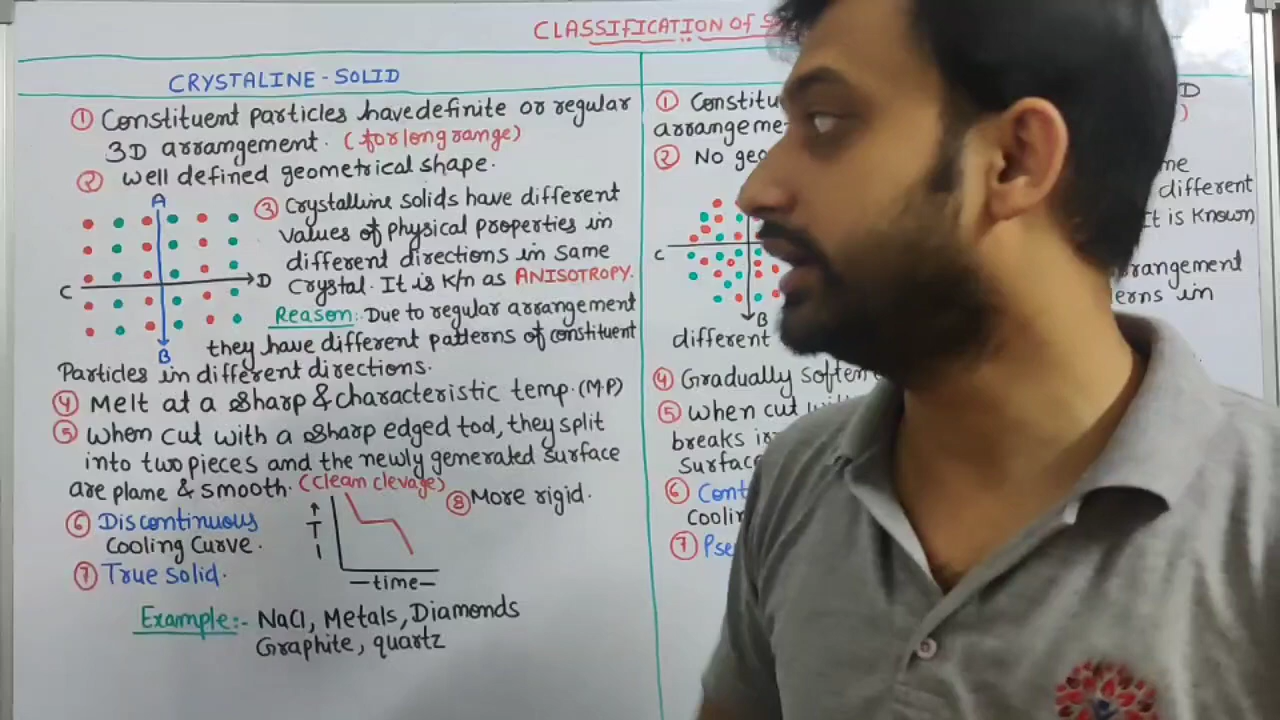 CLASSIFICATION of S
CRYSTALINE-SOLID
① Constituent particles have definite or regular
3D arrangement. (for long range)
② well defined geometrical shape.
A
③ Crystalline solids have different
values of physical properties in
different directions in same
Crystal. It is k/n as ANISOTROPY.
C
D
B
Reason:. Due to regular arrangement
they have different patterns of constituent
Particles in different directions.
④ Melt at a sharp & characteristic temp. (M.P)
⑤ when cut with a sharp edged tool, they split
into two pieces and the newly generated surface
are plane & smooth. (clean clevage)
⑥ Discontinuous
Cooling Curve.
T
—time—
⑧ More rigid.
⑦ True Solid.
Example:- NaCl, Metals, Diamonds
Graphite, quartz
D
① Constitu
arrangeme
)
② No geo
me
different
It is known
C
B
rangement
erns in
different
④ Gradually soften
⑤ when cut wi
breaks ir
Surface
⑥ Cont
Coolin
⑦ Pse